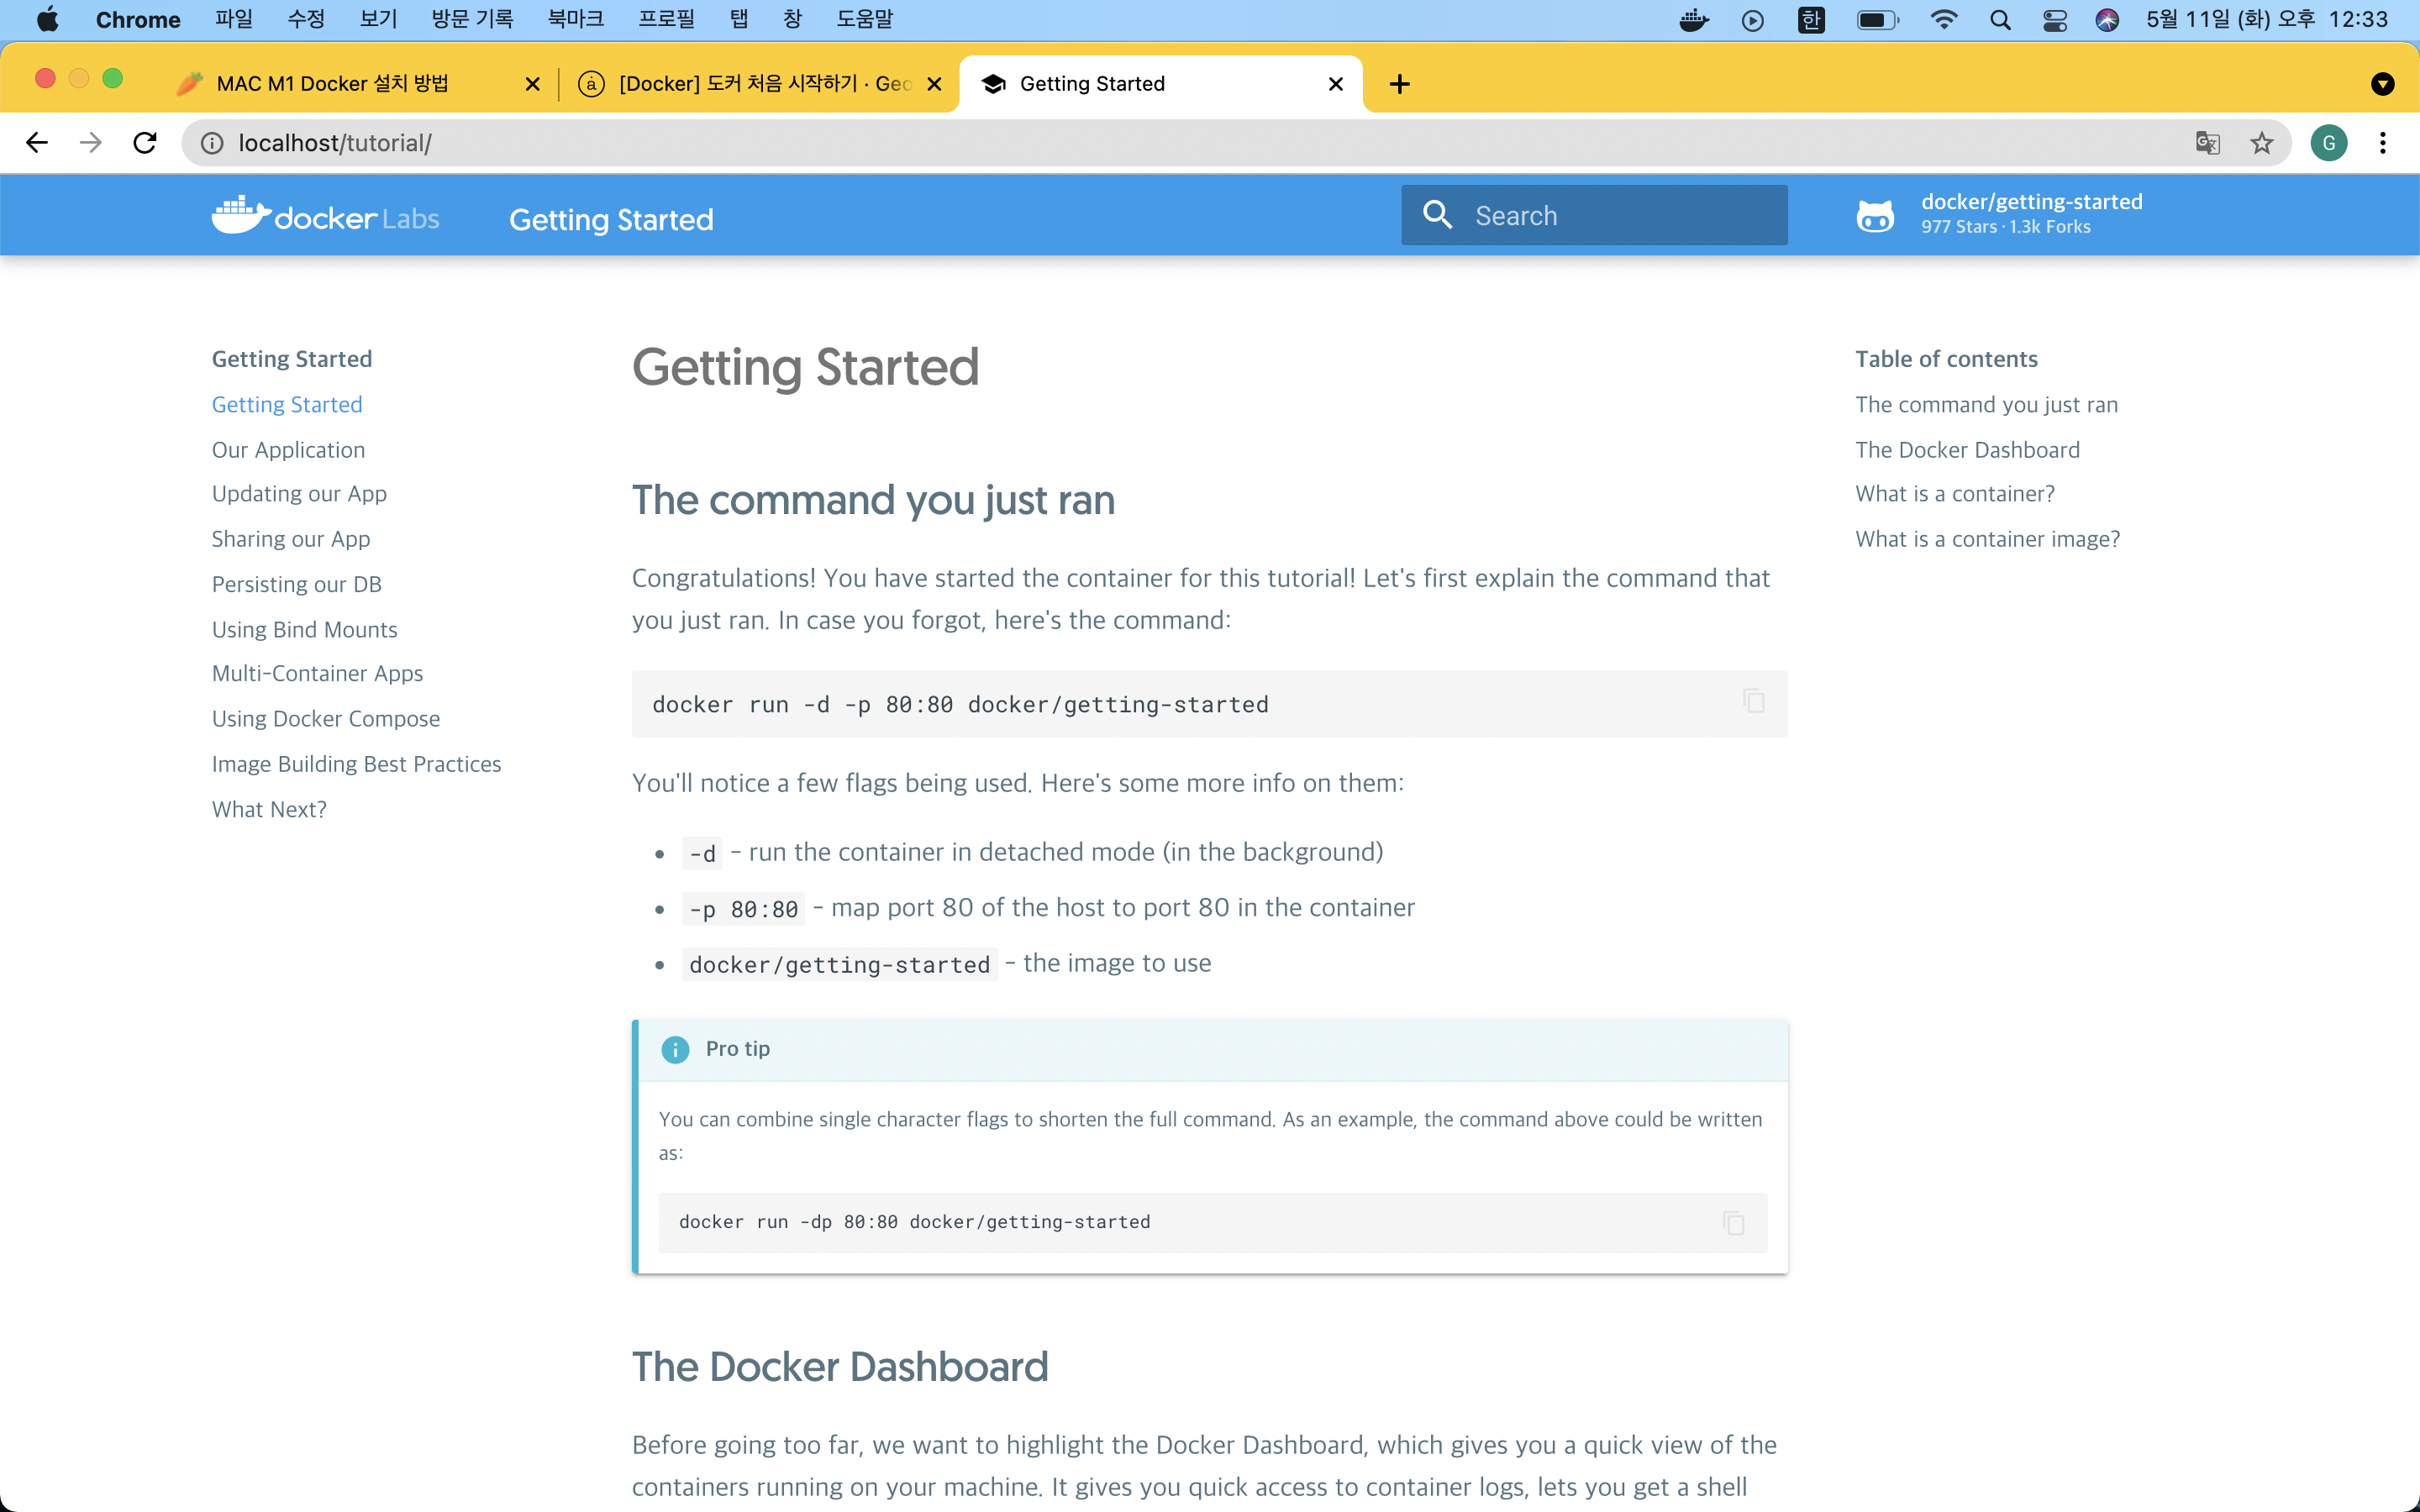 Chrome 파일 수정 보기 방문 기록 북마크 프로필 탭 창 도움말 한 5월 11일 (화) 오후 12:33
MAC M1 Docker 설치 방법 [Docker] 도커 처음 시작하기 · Geo Getting Started
localhost/tutorial/ G
docker Labs Getting Started Search docker/getting-started
977 Stars · 1.3k Forks
Getting Started
Getting Started
Our Application
Updating our App
Sharing our App
Persisting our DB
Using Bind Mounts
Multi-Container Apps
Using Docker Compose
Image Building Best Practices
What Next?
Getting Started
The command you just ran
Congratulations! You have started the container for this tutorial! Let's first explain the command that
you just ran. In case you forgot, here's the command:
docker run -d -p 80:80 docker/getting-started
You'll notice a few flags being used. Here's some more info on them:
• -d - run the container in detached mode (in the background)
• -p 80:80 - map port 80 of the host to port 80 in the container
• docker/getting-started - the image to use
Pro tip
You can combine single character flags to shorten the full command. As an example, the command above could be written
as:
docker run -dp 80:80 docker/getting-started
The Docker Dashboard
Before going too far, we want to highlight the Docker Dashboard, which gives you a quick view of the
containers running on your machine. It gives you quick access to container logs, lets you get a shell
Table of contents
The command you just ran
The Docker Dashboard
What is a container?
What is a container image?